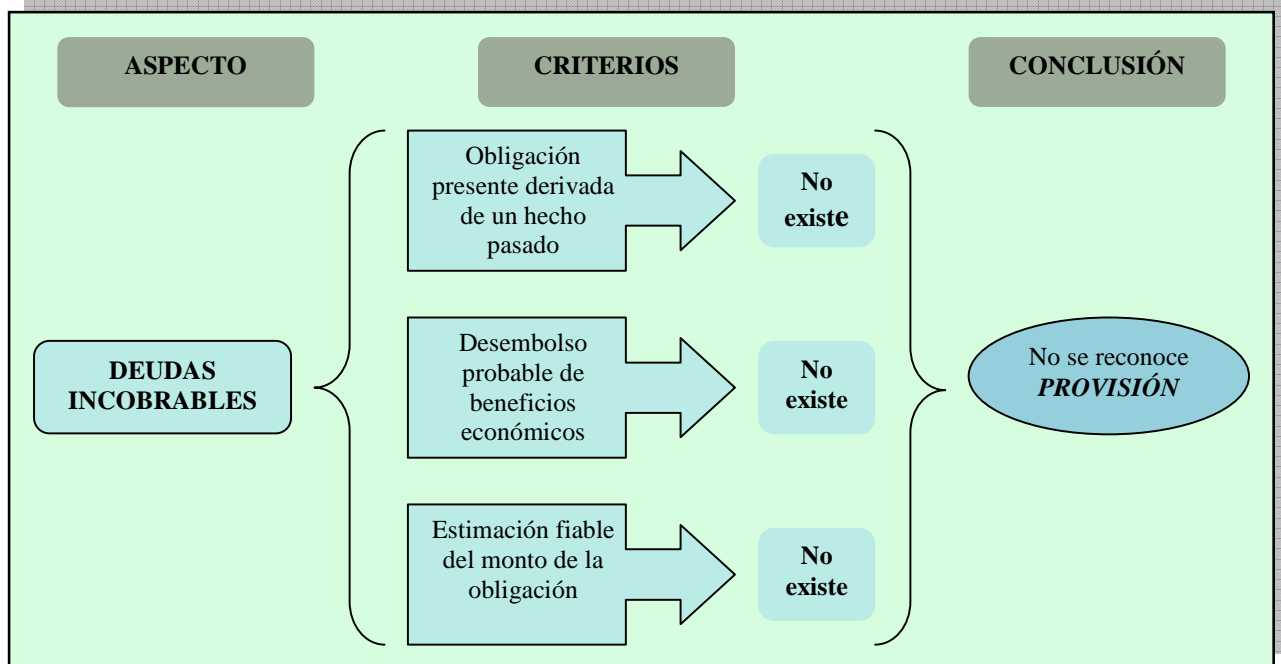 ASPECTO
CRITERIOS
CONCLUSIÓN
DEUDAS
INCOBRABLES
Obligación
presente derivada
de un hecho
pasado
No
existe
Desembolso
probable de
beneficios
económicos
No
existe
Estimación fiable
del monto de la
obligación
No
existe
No se reconoce
PROVISIÓN